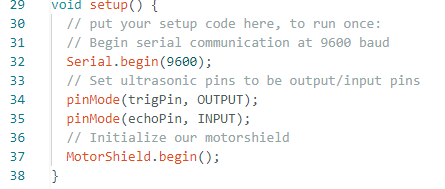 29 void setup() {
30 // put your setup code here, to run once:
31 // Begin serial communication at 9600 baud
32 Serial.begin(9600);
33 // Set ultrasonic pins to be output/input pins
34 pinMode(trigPin, OUTPUT);
35 pinMode(echoPin, INPUT);
36 // Initialize our motorshield
37 MotorShield.begin();
38 }